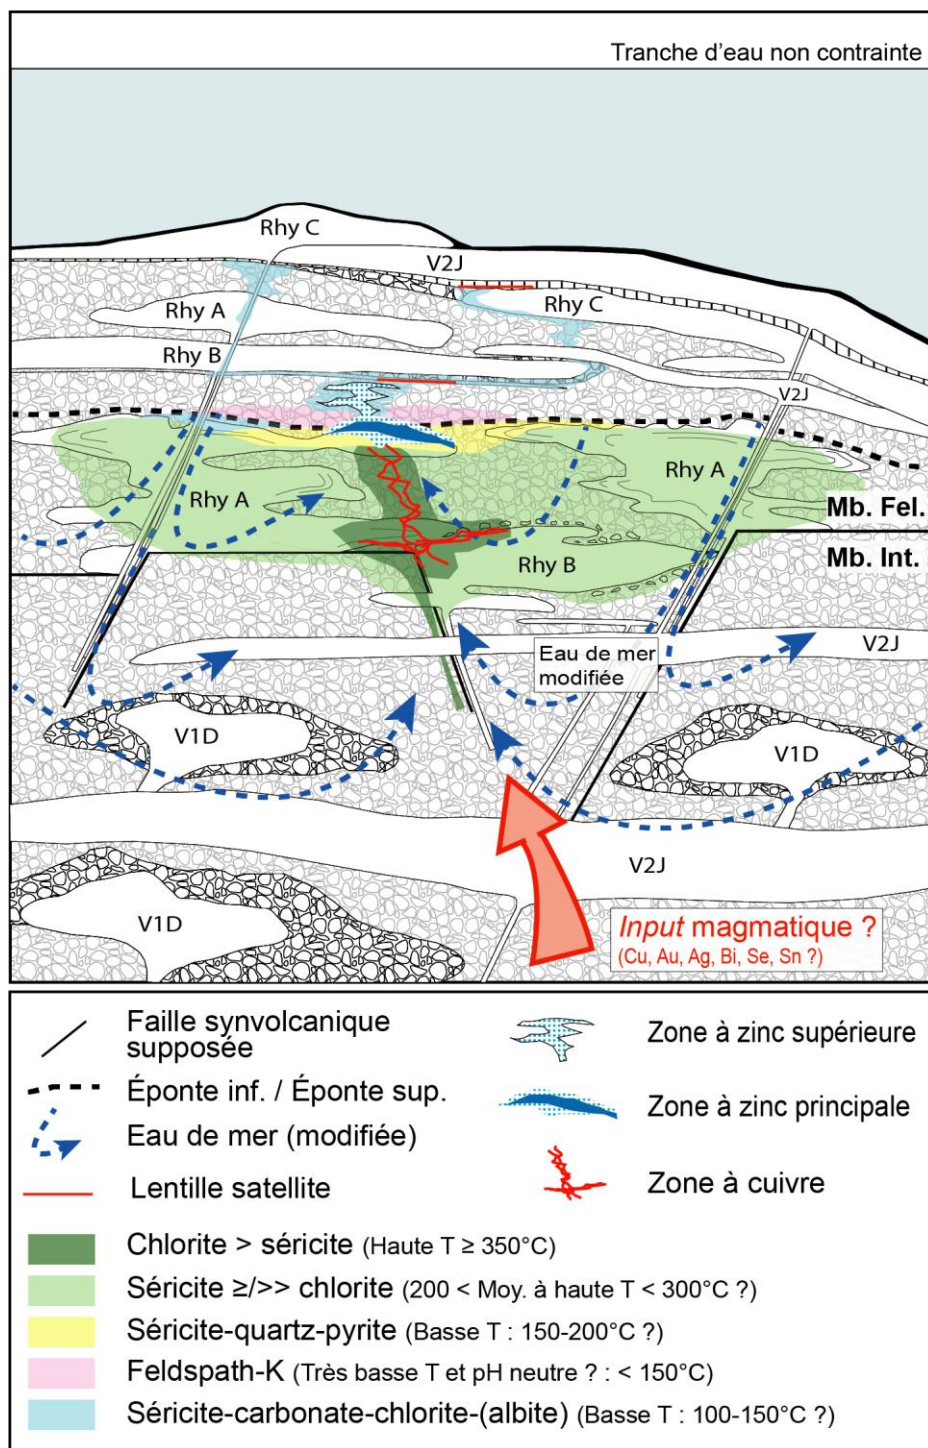 Tranche d'eau non contrainte
Rhy C
V2J
Rhy A
Rhy C
Rhy B
V2J
Rhy A
Rhy A
Mb. Fel.
Rhy B
Mb. Int.
Eau de mer
modifiée
V2J
V1D
V1D
V2J
V1D
Input magmatique ?
(Cu, Au, Ag, Bi, Se, Sn ?)
Faille synvolcanique
supposée
Éponte inf. / Éponte sup.
Eau de mer (modifiée)
Lentille satellite
Zone à zinc supérieure
Zone à zinc principale
Zone à cuivre
Chlorite > séricite (Haute T ≥ 350°C)
Séricite ≥/>> chlorite (200 < Moy. à haute T < 300°C ?)
Séricite-quartz-pyrite (Basse T : 150-200°C ?)
Feldspath-K (Très basse T et pH neutre ? : < 150°C)
Séricite-carbonate-chlorite-(albite) (Basse T : 100-150°C ?)